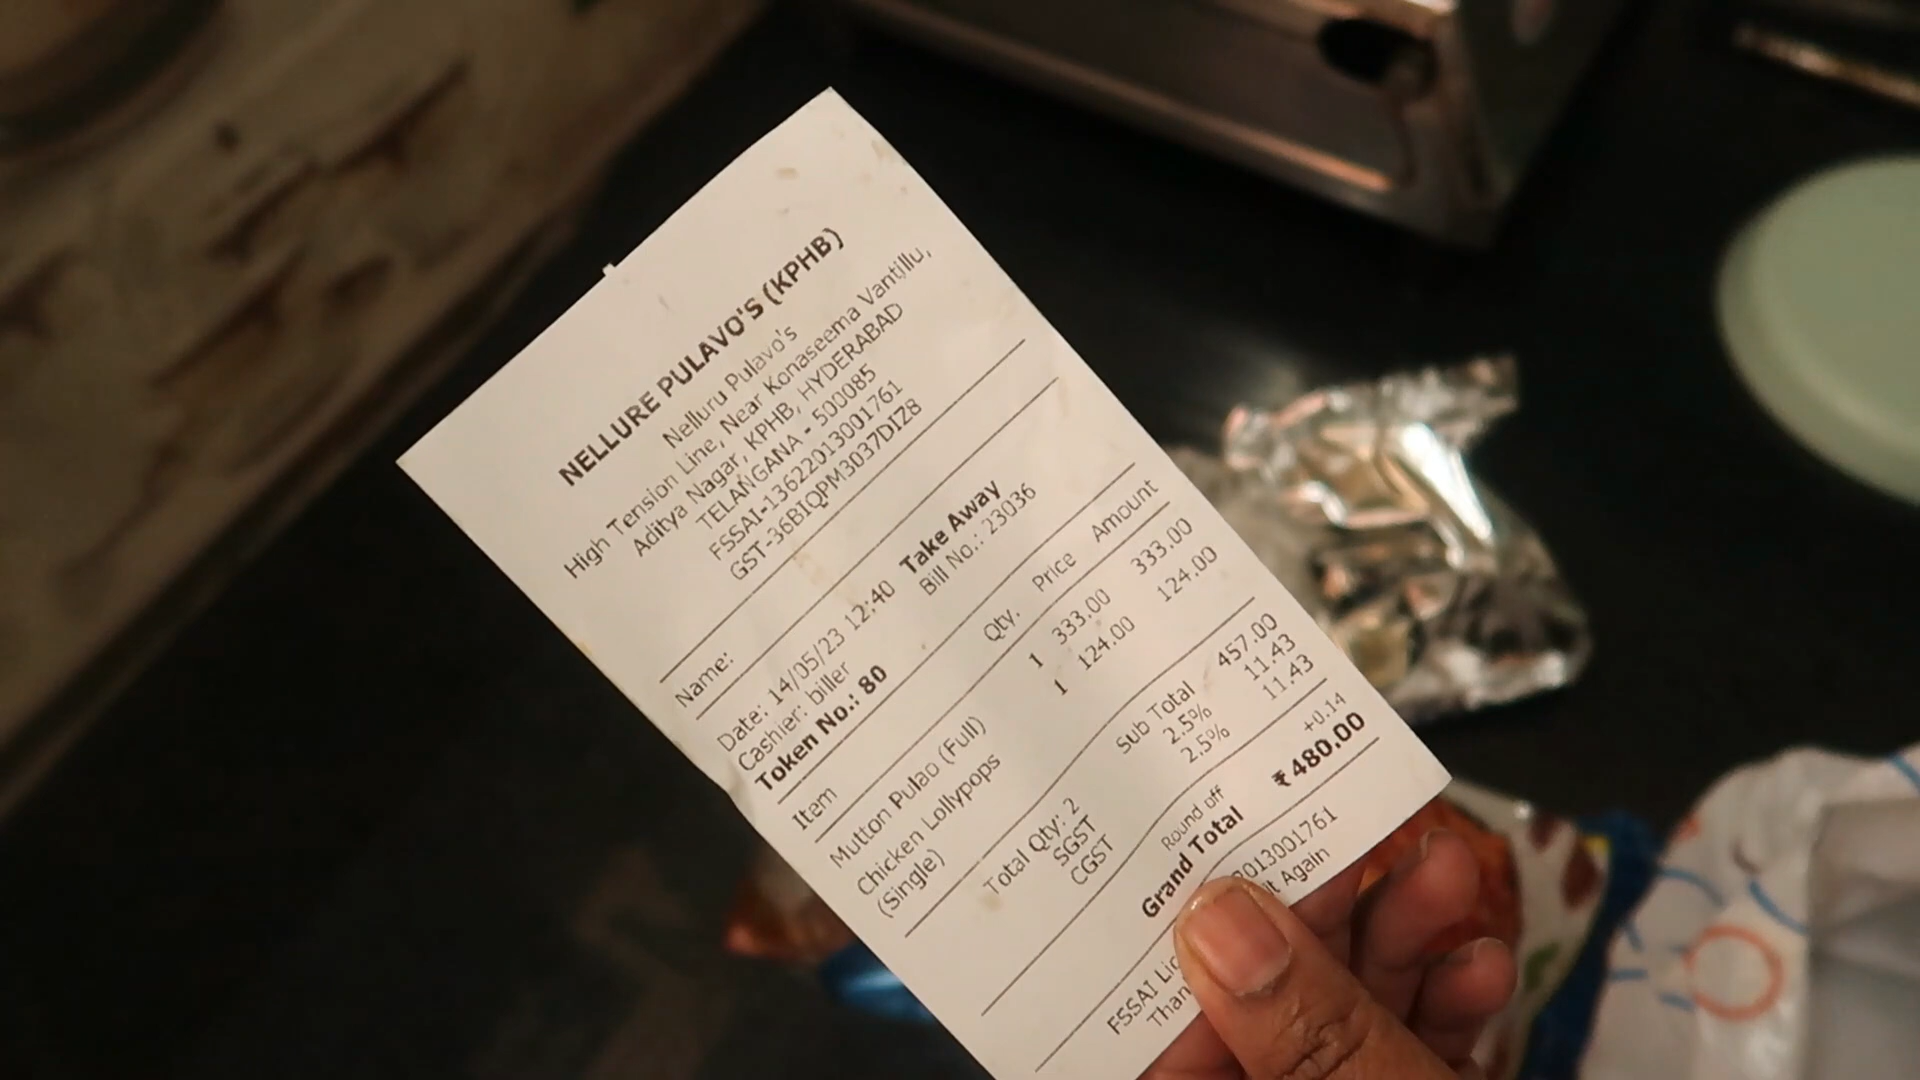 NELLURE PULAVO'S (KPHB)
Nelluru Pulavo's
High Tension Line, Near Konaseema Vantillu,
Aditya Nagar, KPHB, HYDERABAD
TELANGANA - 500085
FSSAI-13622013001761
GST-36BIQPM3037DIZ8
Name:
Date: 14/05/23 12:40 Take Away
Cashier: biller Bill No.: 23036
Token No.: 80
Item Qty. Price Amount
Mutton Pulao (Full) 1 333.00 333.00
Chicken Lollypops 1 124.00 124.00
(Single)
Total Qty: 2 Sub Total 457.00
SGST 2.5% 11.43
CGST 2.5% 11.43
Round off +0.14
Grand Total ₹480.00
FSSAI 2013001761
Again